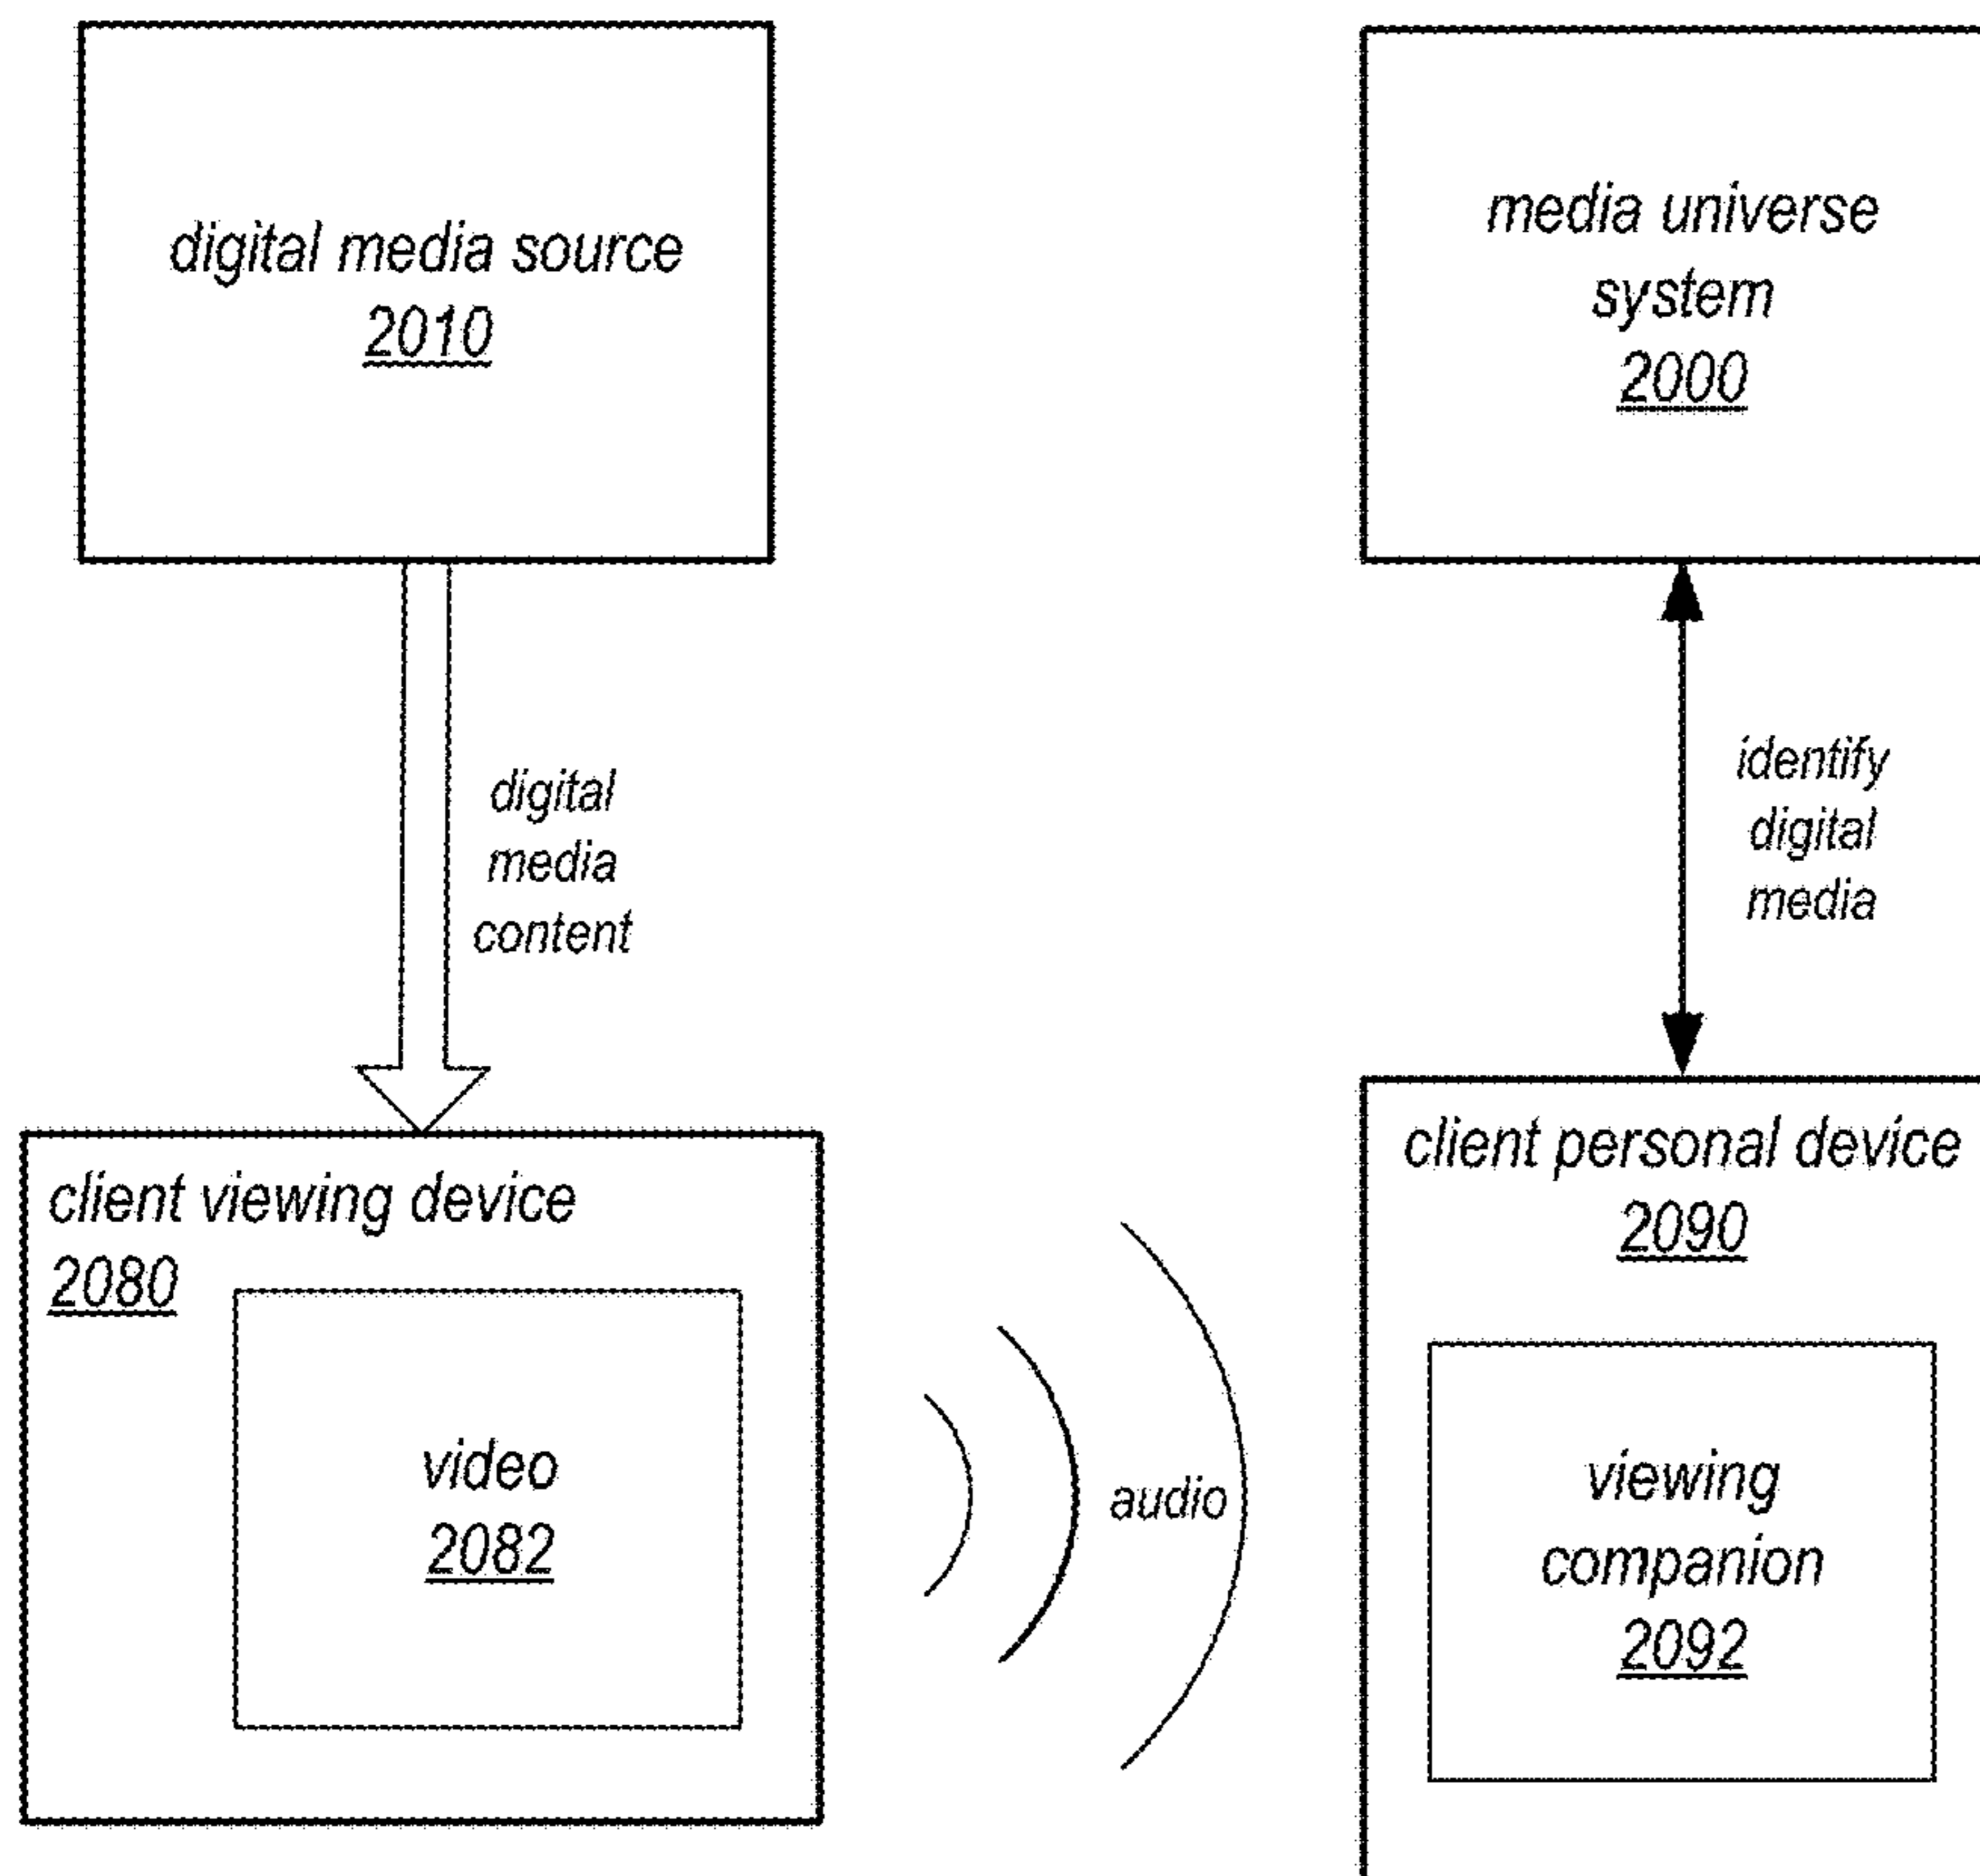 digital media source
2010
media universe
system
2000
digital
media
content
identify
digital
media
client viewing device
2080
video
2082
audio
client personal device
2090
viewing
companion
2092